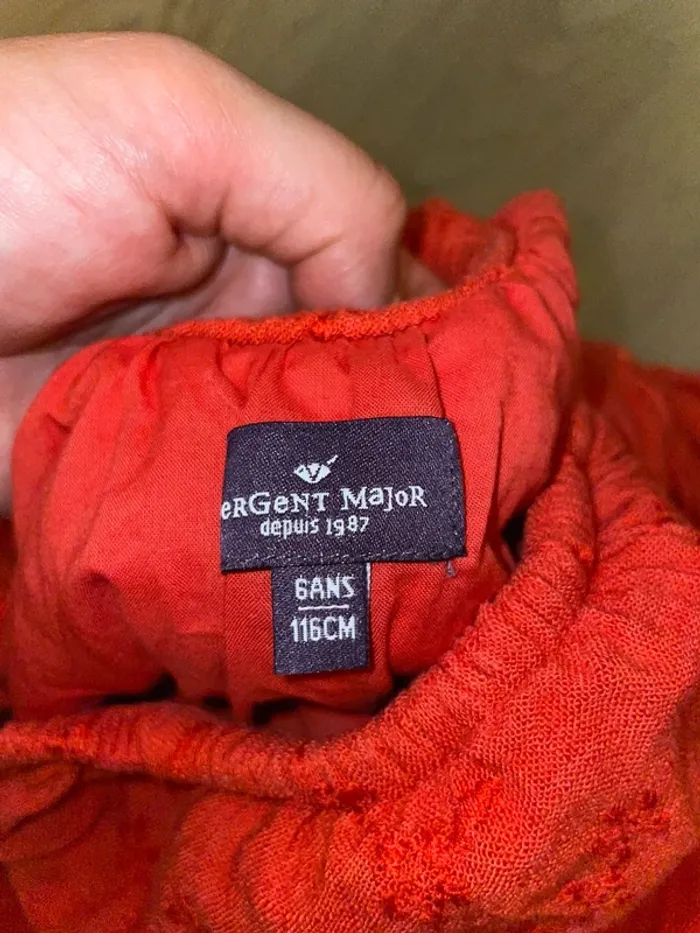 eRGeNT MaJoR
depuis 1987
6ANS
116CM